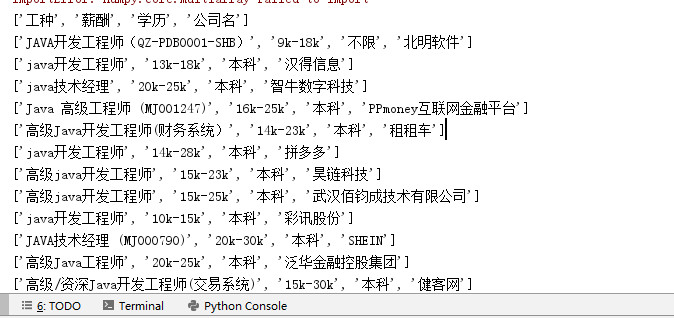 ImportError: numpy.core.multiarray failed to import
['工种', '薪酬', '学历', '公司名']
['JAVA开发工程师（QZ-PDB0001-SHB）', '9k-18k', '不限', '北明软件']
['java开发工程师', '13k-18k', '本科', '汉得信息']
['java技术经理', '20k-25k', '本科', '智牛数字科技']
['Java 高级工程师 (MJ001247)', '16k-25k', '本科', 'PPmoney互联网金融平台']
['高级Java开发工程师(财务系统）', '14k-23k', '本科', '租租车']
['java开发工程师', '14k-28k', '本科', '拼多多']
['高级java开发工程师', '15k-23k', '本科', '昊链科技']
['高级java开发工程师', '15k-25k', '本科', '武汉佰钧成技术有限公司']
['java开发工程师', '10k-15k', '本科', '彩讯股份']
['JAVA技术经理 (MJ000790)', '20k-30k', '本科', 'SHEIN']
['高级Java工程师', '20k-25k', '本科', '泛华金融控股集团']
['高级/资深Java开发工程师(交易系统)', '15k-30k', '本科', '健客网']
6: TODO Terminal Python Console